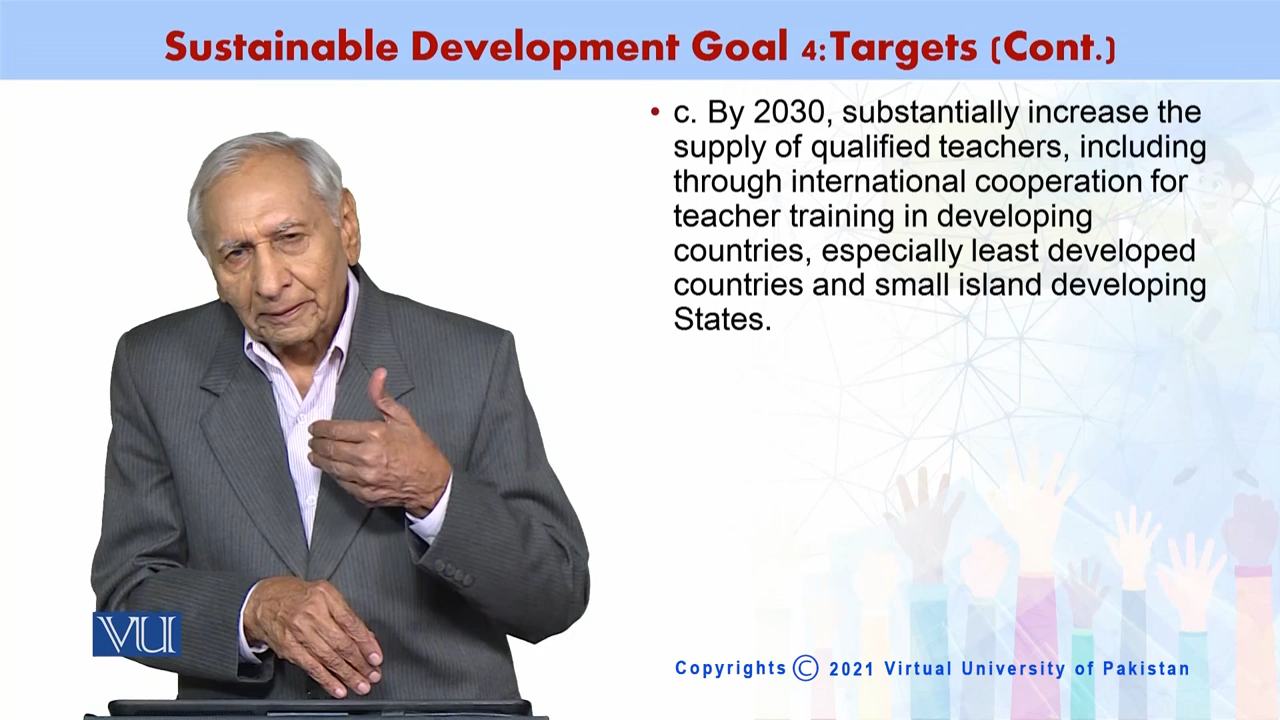 Sustainable Development Goal 4:Targets (Cont.)
• c. By 2030, substantially increase the
supply of qualified teachers, including
through international cooperation for
teacher training in developing
countries, especially least developed
countries and small island developing
States.
VU
Copyrights © 2021 Virtual University of Pakistan